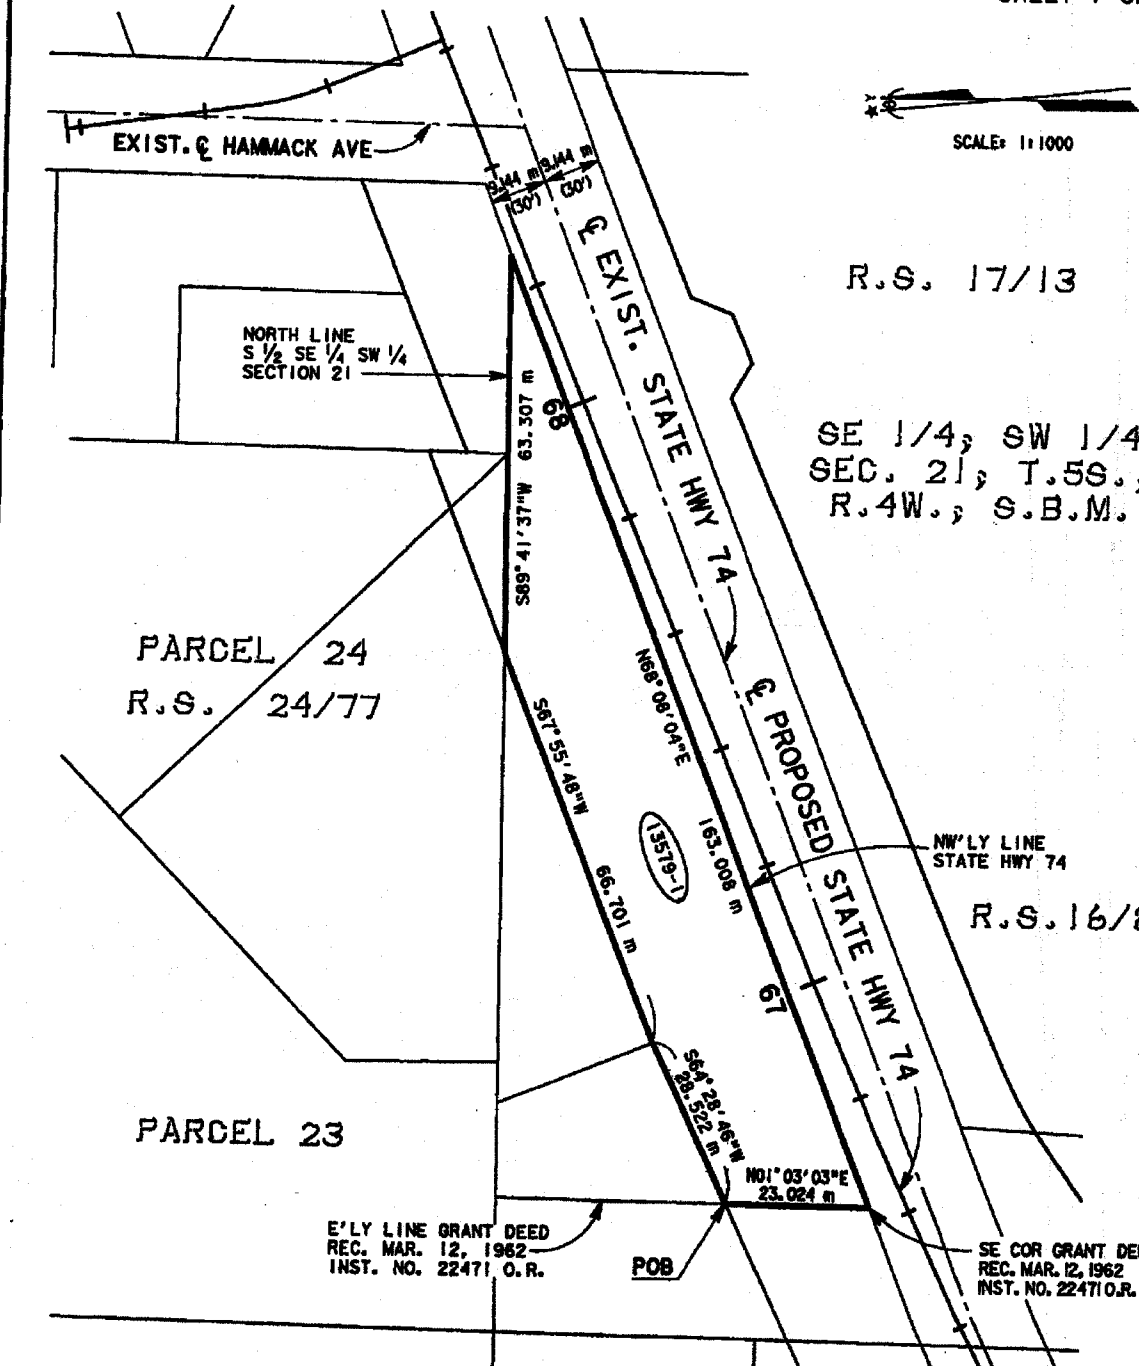 EXIST. ℄ HAMMACK AVE
SCALE: 1:1000
9.144 m 9.144 m
(30') (30')
℄ EXIST. STATE HWY 74
R.S. 17/13
NORTH LINE
S ½ SE ¼ SW ¼
SECTION 21
S89°41'37"W 63.307 m
68
SE 1/4; SW 1/4
SEC. 21; T.5S.,
R.4W.; S.B.M.
PARCEL 24
R.S. 24/77
N68°08'04"E
163.008 m
S67°55'48"W
66.701 m
℄ PROPOSED STATE HWY 74
13579-1
NW'LY LINE
STATE HWY 74
R.S. 16/
67
S64°28'46"W
28.522 m
PARCEL 23
N01°03'03"E
23.024 m
E'LY LINE GRANT DEED
REC. MAR. 12, 1962
INST. NO. 22471 O.R.
POB
SE COR GRANT DE
REC. MAR. 12, 1962
INST. NO. 22471 O.R.